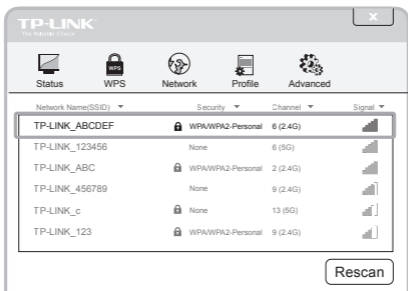 TP-LINK
The Reliable Choice
X
WPS
Status WPS Network Profile Advanced
Network Name(SSID) Security Channel Signal
TP-LINK_ABCDEF WPA/WPA2-Personal 6 (2.4G)
TP-LINK_123456 None 6 (5G)
TP-LINK_ABC WPA/WPA2-Personal 2 (2.4G)
TP-LINK_456789 None 9 (2.4G)
TP-LINK_c None 13 (5G)
TP-LINK_123 WPA/WPA2-Personal 9 (2.4G)
Rescan